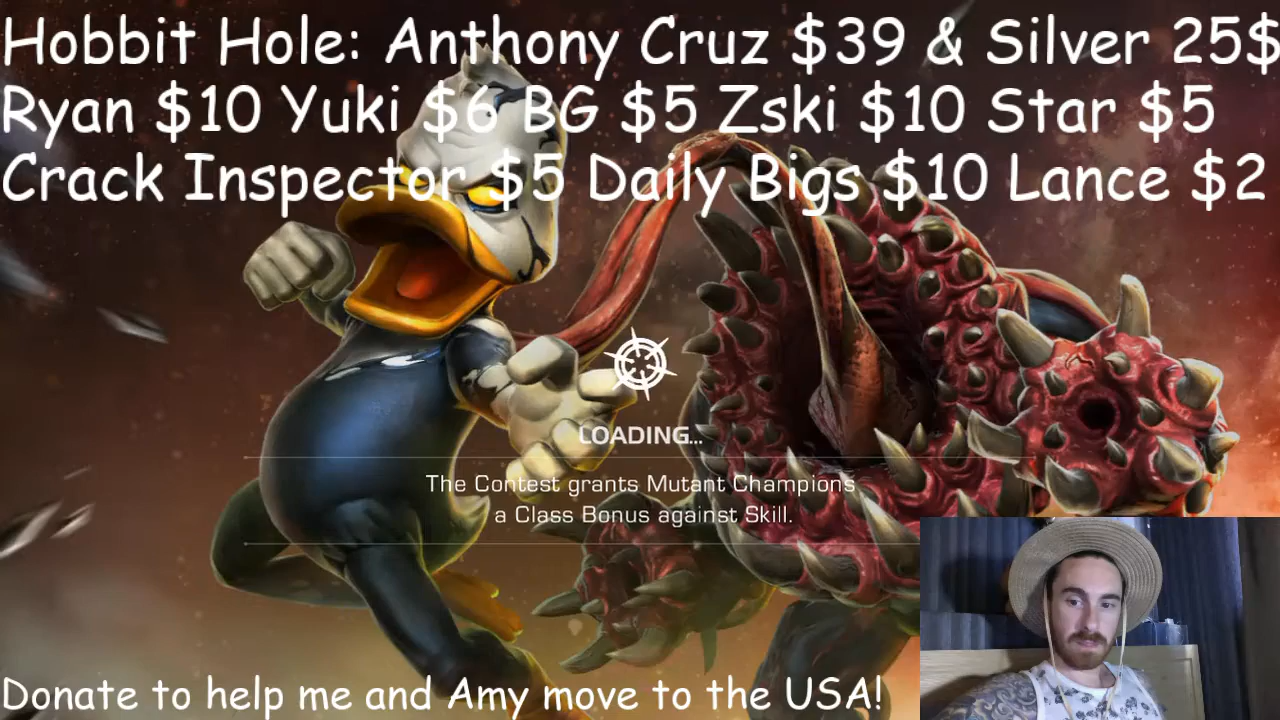 Hobbit Hole: Anthony Cruz $39 & Silver 25$
Ryan $10 Yuki $6 BG $5 Zski $10 Star $5
Crack Inspector $5 Daily Bigs $10 Lance $2
LOADING...
The Contest grants Mutant Champions
a Class Bonus against Skill.
Donate to help me and Amy move to the USA!